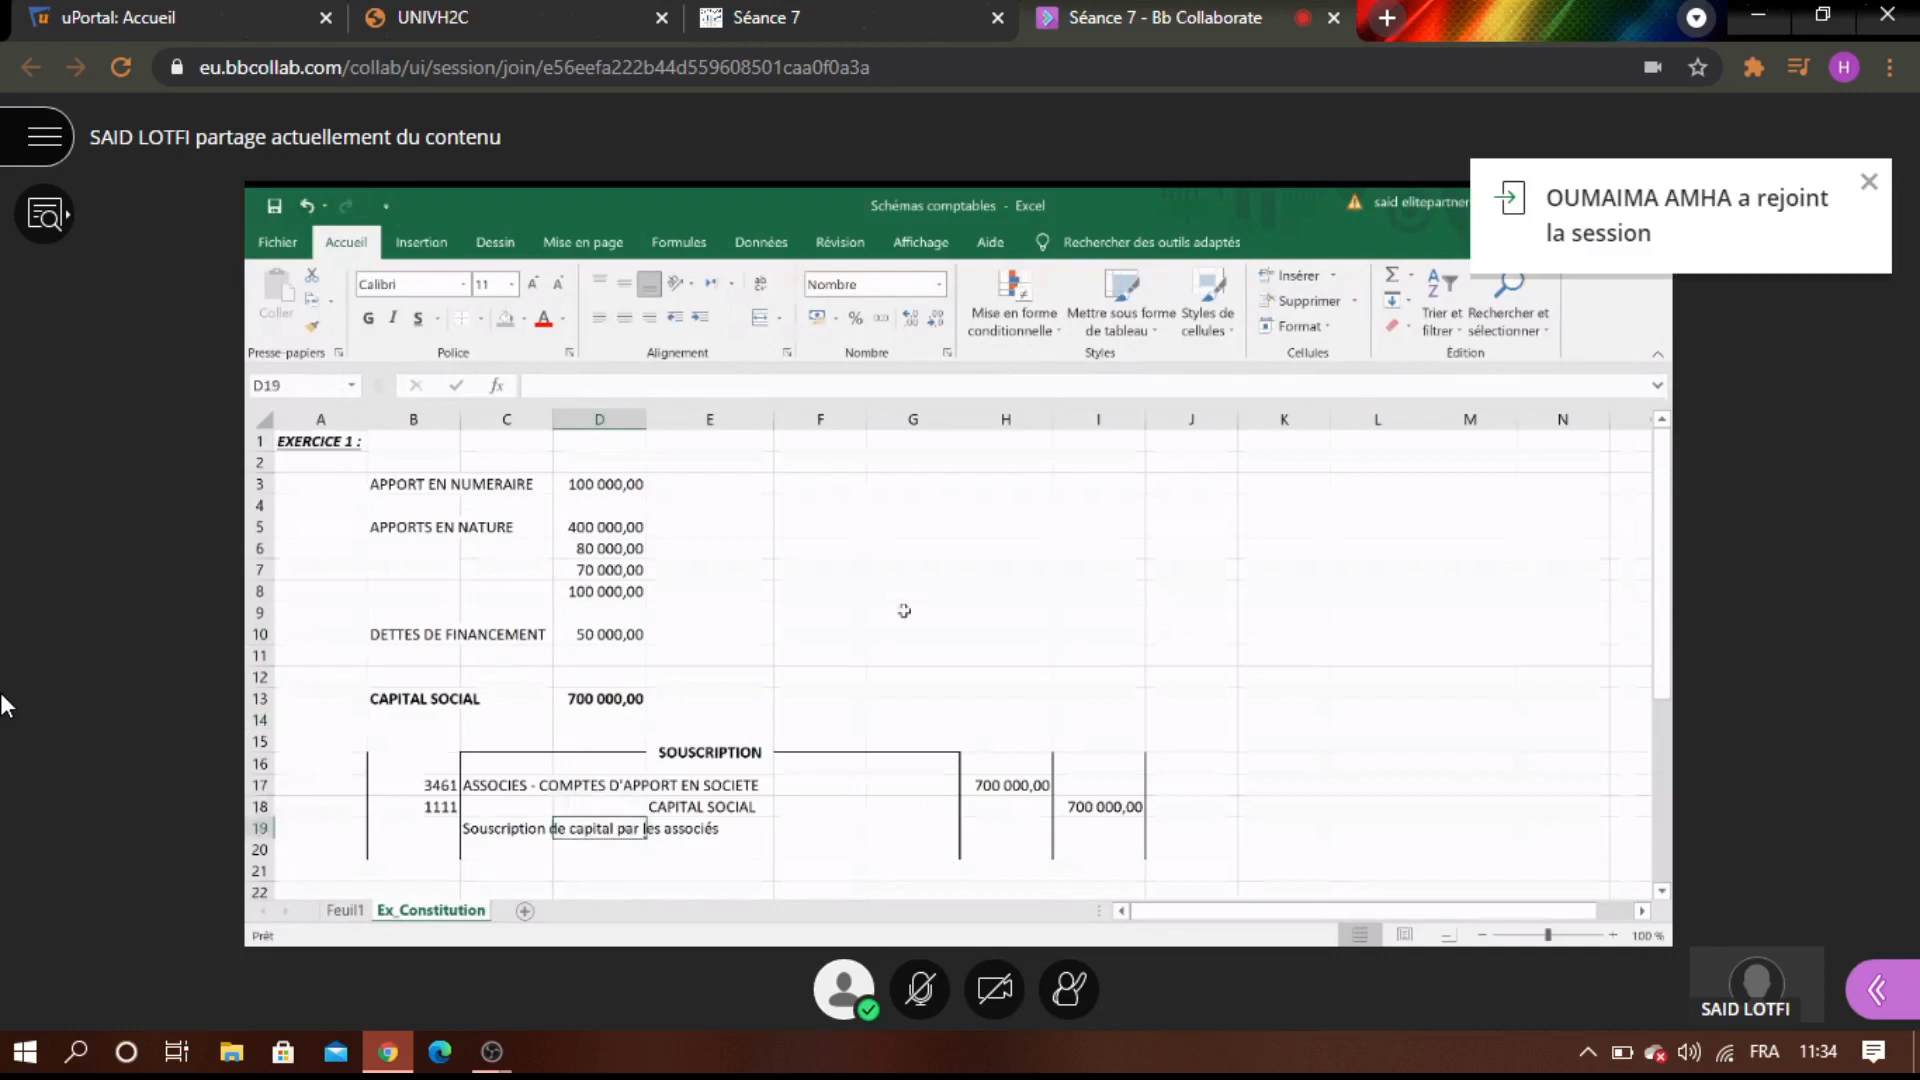 uPortal: Accueil
UNIVH2C
Séance 7
Séance 7 - Bb Collaborate
eu.bbcollab.com/collab/ui/session/join/e56eefa222b44d559608501caa0f0a3a
H
SAID LOTFI partage actuellement du contenu
OUMAIMA AMHA a rejoint
la session
Schémas comptables - Excel
said elitepartner
Fichier Accueil Insertion Dessin Mise en page Formules Données Révision Affichage Aide Rechercher des outils adaptés
Coller
Calibri 11
Nombre
G I S
Mise en forme
conditionnelle
Mettre sous forme
de tableau
Styles de
cellules
Insérer
Supprimer
Format
Trier et
filtrer
Rechercher et
sélectionner
Presse-papiers Police Alignement Nombre Styles Cellules Édition
D19 fx
A B C D E F G H I J K L M N
1 EXERCICE 1 :
2
3 APPORT EN NUMERAIRE 100 000,00
4
5 APPORTS EN NATURE 400 000,00
6 80 000,00
7 70 000,00
8 100 000,00
9
10 DETTES DE FINANCEMENT 50 000,00
11
12
13 CAPITAL SOCIAL 700 000,00
14
15 SOUSCRIPTION
16
17 3461 ASSOCIES - COMPTES D'APPORT EN SOCIETE 700 000,00
18 1111 CAPITAL SOCIAL 700 000,00
19 Souscription de capital par les associés
20
21
22
Feuil1 Ex_Constitution
Prêt
100 %
SAID LOTFI
FRA 11:34